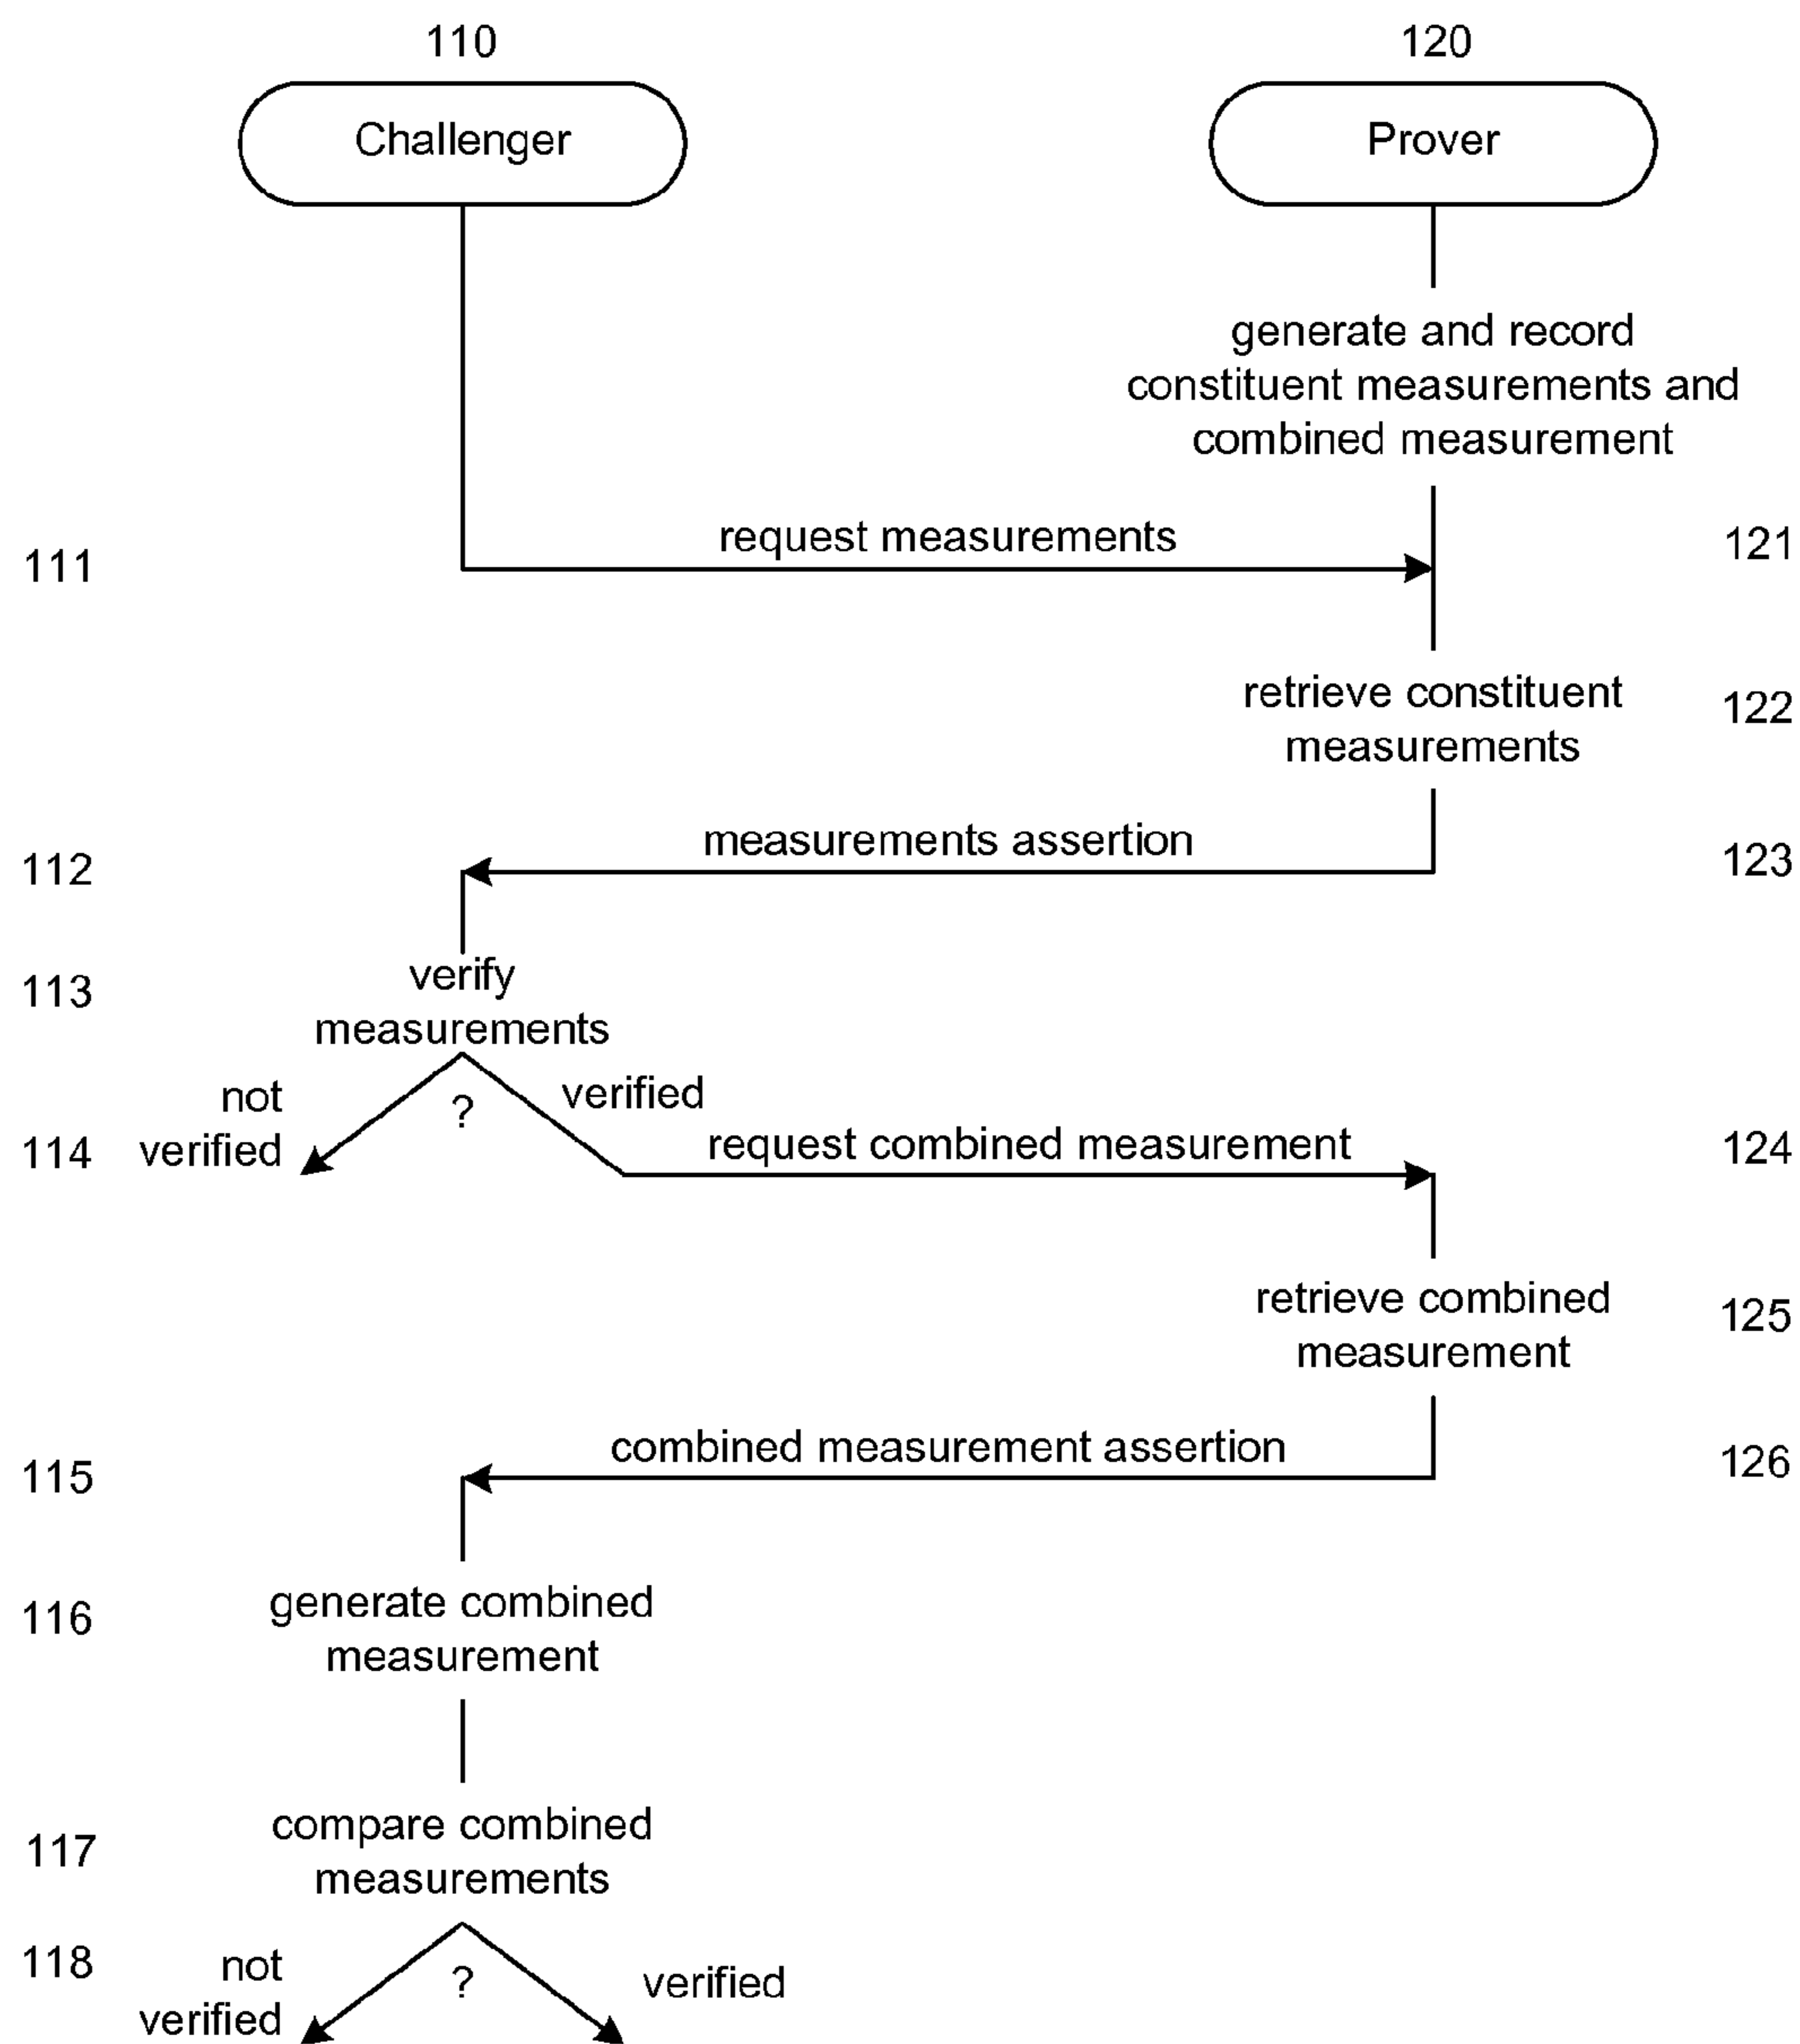 110
120
Challenger
Prover
generate and record
constituent measurements and
combined measurement
request measurements
111
121
retrieve constituent
measurements
122
measurements assertion
112
123
113
verify
measurements
not
verified
?
verified
114
request combined measurement
124
retrieve combined
measurement
125
combined measurement assertion
115
126
116
generate combined
measurement
117
compare combined
measurements
118
not
verified
?
verified